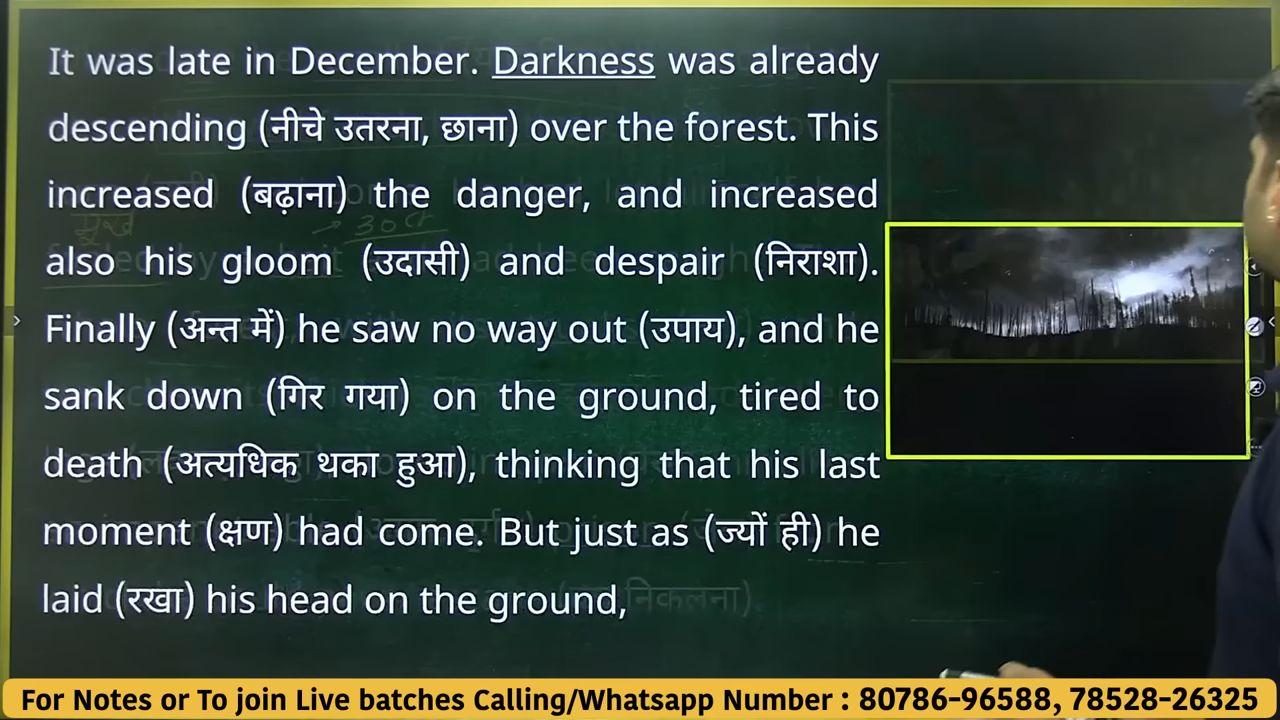 It was late in December. Darkness was already
descending (नीचे उतरना, छाना) over the forest. This
increased (बढ़ाना) the danger, and increased
also his gloom (उदासी) and despair (निराशा).
Finally (अन्त में) he saw no way out (उपाय), and he
sank down (गिर गया) on the ground, tired to
death (अत्यधिक थका हुआ), thinking that his last
moment (क्षण) had come. But just as (ज्यों ही) he
laid (रखा) his head on the ground,
निकलना).
For Notes or To join Live batches Calling/Whatsapp Number : 80786-96588, 78528-26325